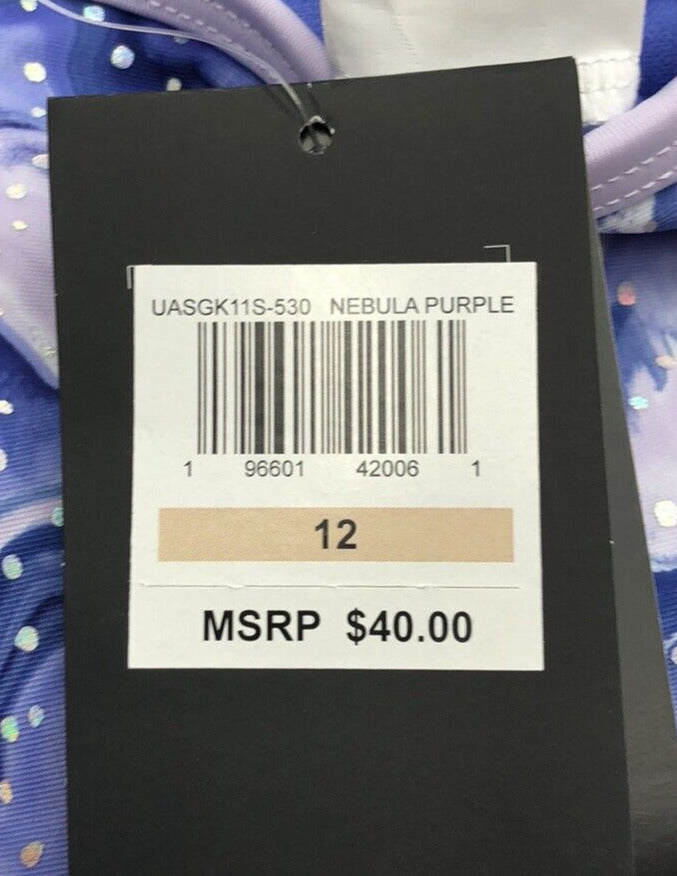 UASGK11S-530 NEBULA PURPLE
1 96601 42006 1
12
MSRP $40.00